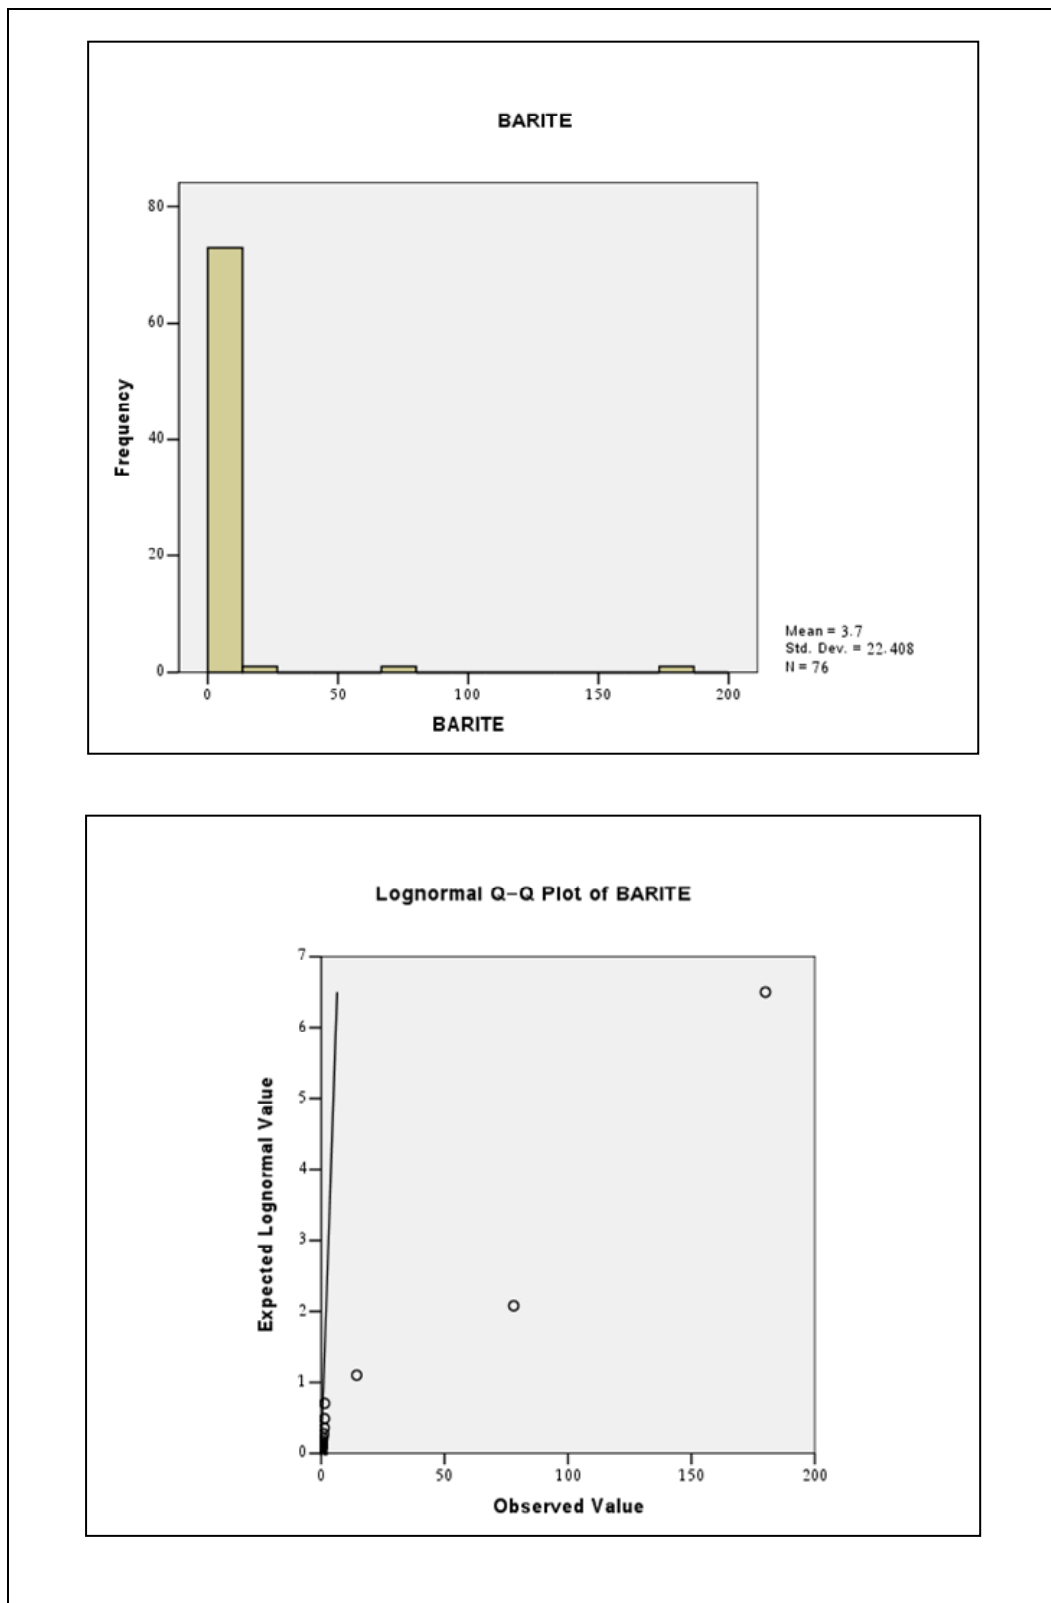 BARITE
80
60
40
20
0
Frequency
0 50 100 150 200
BARITE
Mean = 3.7
Std. Dev. = 22.408
N = 76
Lognormal Q–Q Plot of BARITE
7
6
5
4
3
2
1
0
Expected Lognormal Value
0 50 100 150 200
Observed Value